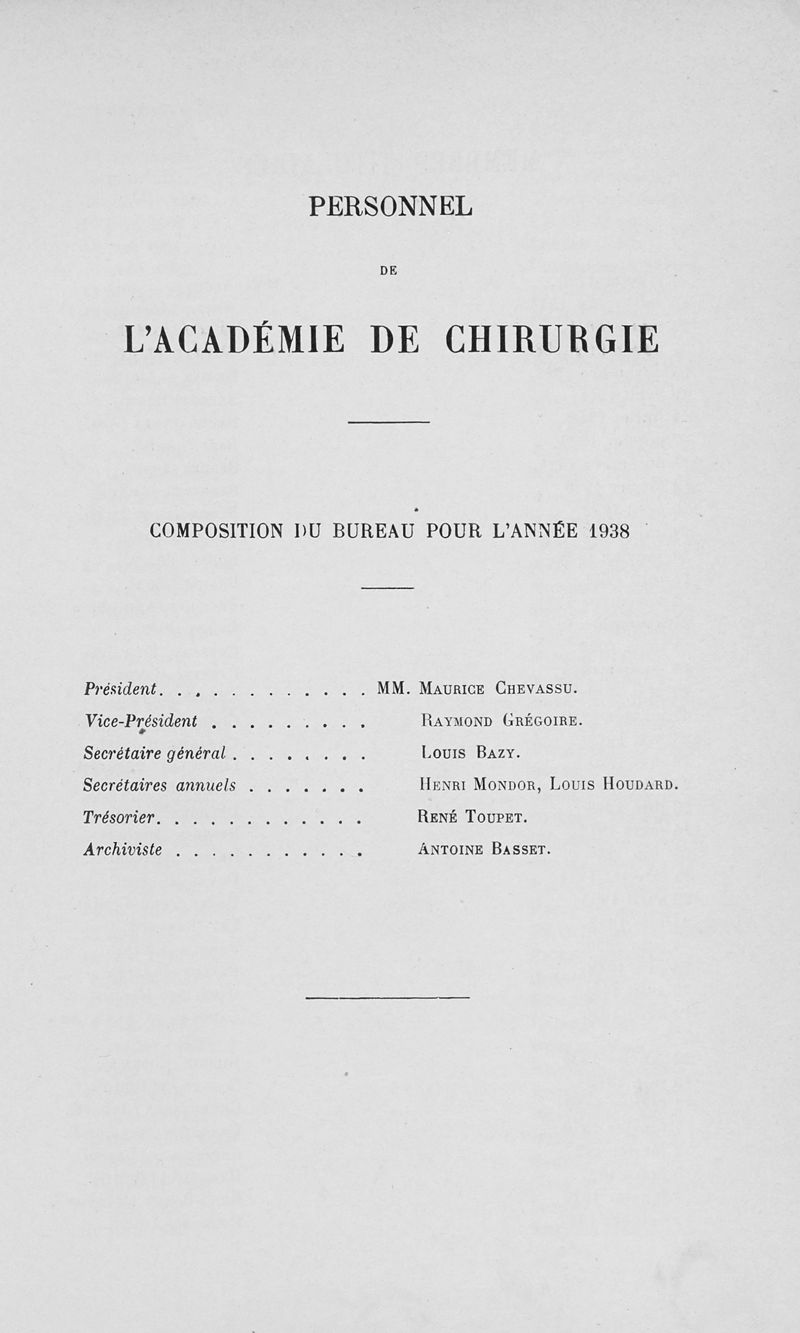 PERSONNEL
DE
L'ACADÉMIE DE CHIRURGIE
COMPOSITION DU BUREAU POUR L'ANNÉE 1938
Président. . . . . . . . . . . . MM. MAURICE CHEVASSU.
Vice-Président . . . . . . . . . RAYMOND GRÉGOIRE.
Secrétaire général . . . . . . . . LOUIS BAZY.
Secrétaires annuels . . . . . . . HENRI MONDOR, LOUIS HOUDARD.
Trésorier. . . . . . . . . . . . RENÉ TOUPET.
Archiviste . . . . . . . . . . . ANTOINE BASSET.